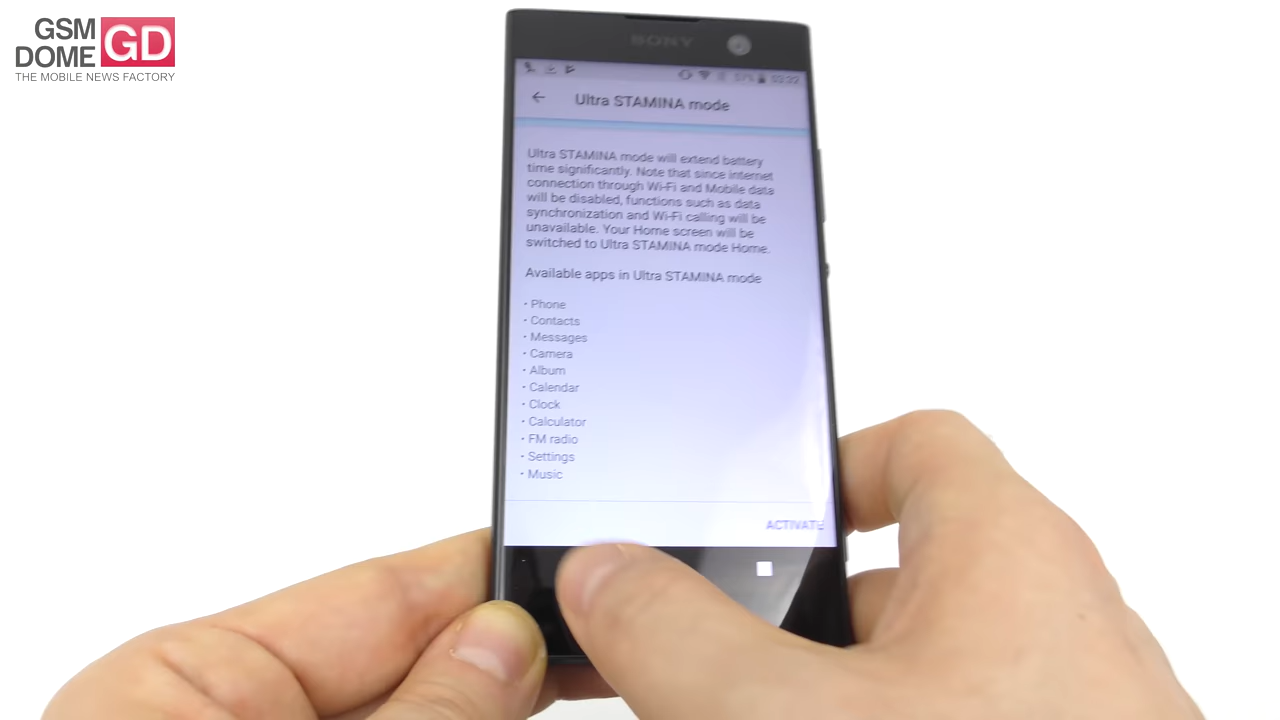 GSM
DOME GD
THE MOBILE NEWS FACTORY
SONY
Ultra STAMINA mode
Ultra STAMINA mode will extend battery
time significantly. Note that since internet
connection through Wi-Fi and Mobile data
will be disabled, functions such as data
synchronization and Wi-Fi calling will be
unavailable. Your Home screen will be
switched to Ultra STAMINA mode Home.
Available apps in Ultra STAMINA mode
• Phone
• Contacts
• Messages
• Camera
• Album
• Calendar
• Clock
• Calculator
• FM radio
• Settings
• Music
ACTIVATE